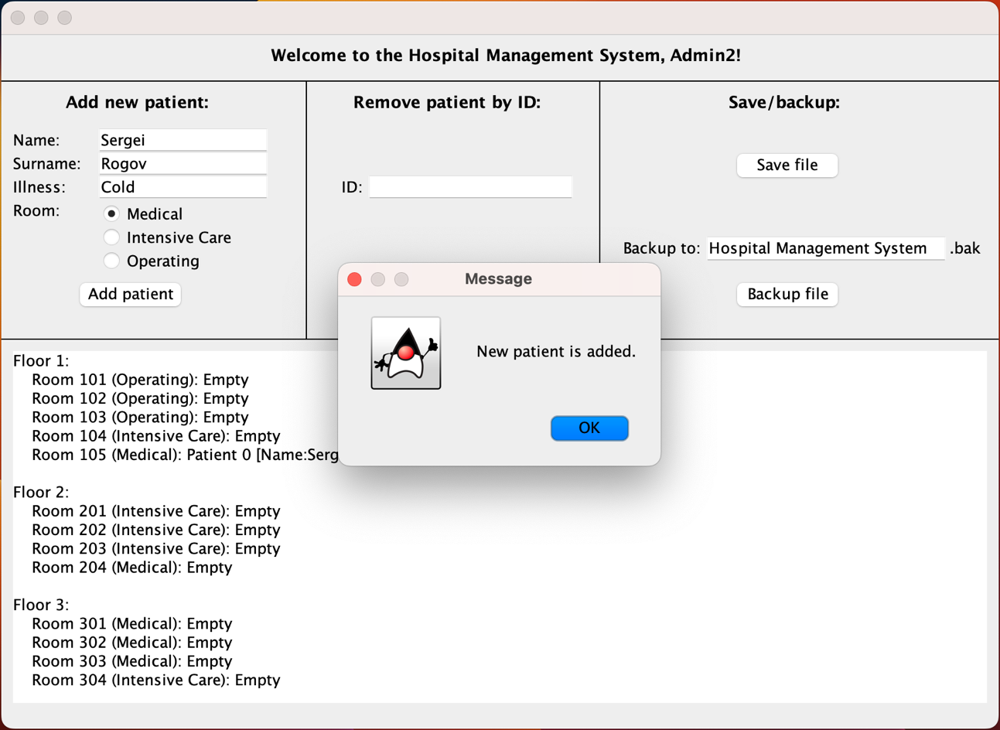 Welcome to the Hospital Management System, Admin2!
Add new patient:
Name: Sergei
Surname: Rogov
Illness: Cold
Room: Medical
Intensive Care
Operating
Add patient
Remove patient by ID:
ID:
Save/backup:
Save file
Backup to: Hospital Management System .bak
Backup file
Message
New patient is added.
OK
Floor 1:
Room 101 (Operating): Empty
Room 102 (Operating): Empty
Room 103 (Operating): Empty
Room 104 (Intensive Care): Empty
Room 105 (Medical): Patient 0 [Name:Serg
Floor 2:
Room 201 (Intensive Care): Empty
Room 202 (Intensive Care): Empty
Room 203 (Intensive Care): Empty
Room 204 (Medical): Empty
Floor 3:
Room 301 (Medical): Empty
Room 302 (Medical): Empty
Room 303 (Medical): Empty
Room 304 (Intensive Care): Empty